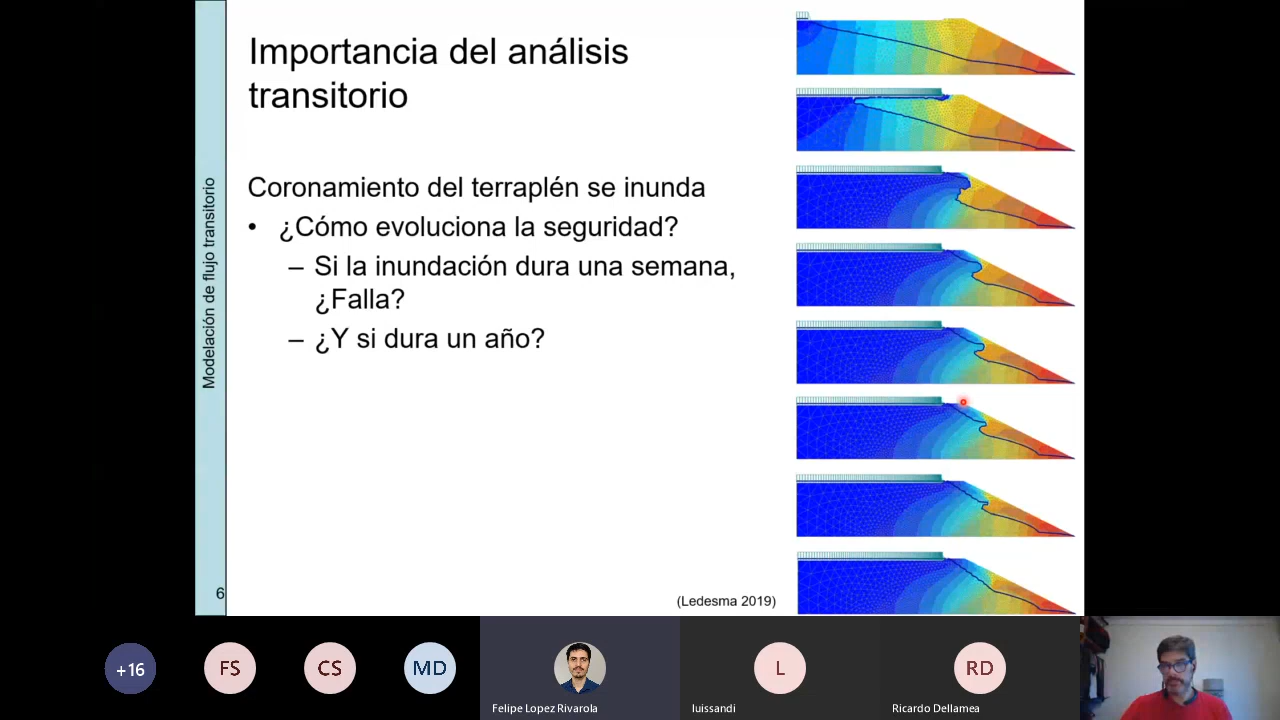 Importancia del análisis
transitorio
Coronamiento del terraplén se inunda
• ¿Cómo evoluciona la seguridad?
– Si la inundación dura una semana,
¿Falla?
– ¿Y si dura un año?
Modelación de flujo transitorio
6
(Ledesma 2019)
+16
FS
CS
MD
Felipe Lopez Rivarola
L
luissandi
RD
Ricardo Dellamea